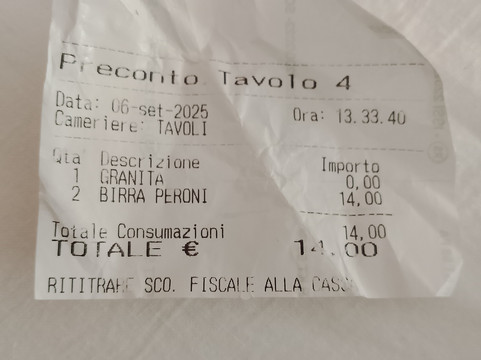 Preconto Tavolo 4
Data: 06-set-2025 Ora: 13.33.40
Cameriere: TAVOLI
Qta Descrizione Importo
1 GRANITA 0,00
2 BIRRA PERONI 14,00
Totale Consumazioni 14,00
TOTALE € 14,00
RITITRARE SCO. FISCALE ALLA CASS